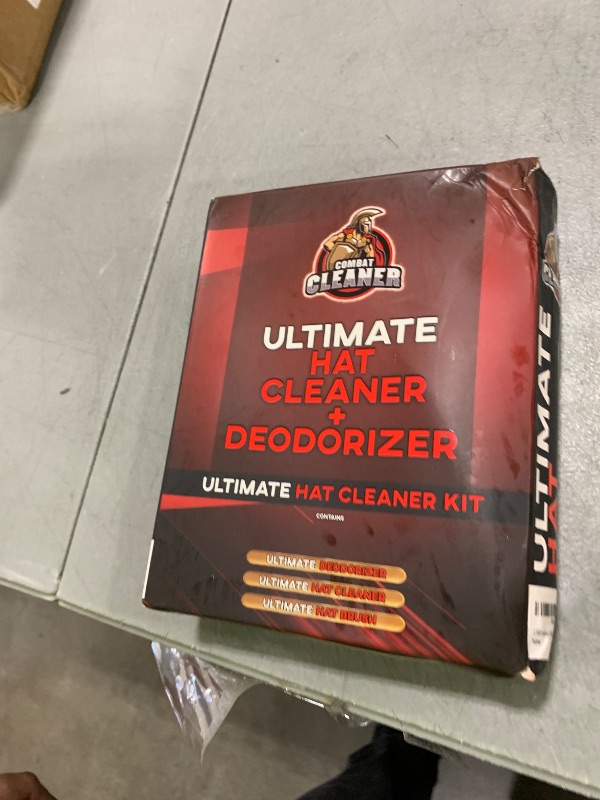 COMBAT
CLEANER
ULTIMATE
HAT
CLEANER
+
DEODORIZER
ULTIMATE HAT CLEANER KIT
CONTAINS
ULTIMATE DEODORIZER
ULTIMATE HAT CLEANER
ULTIMATE HAT BRUSH
ULTIMATE
HAT